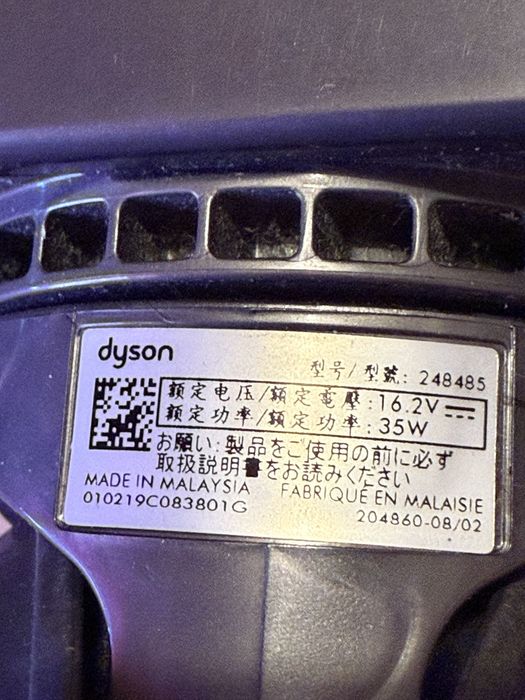 dyson
型号/型號: 248485
额定电压/額定電壓:16.2V
额定功率/額定功率:35W
お願い:製品をご使用の前に必ず
取扱説明書をお読みください
MADE IN MALAYSIA FABRIQUÉ EN MALAISIE
010219C083801G 204860-08/02